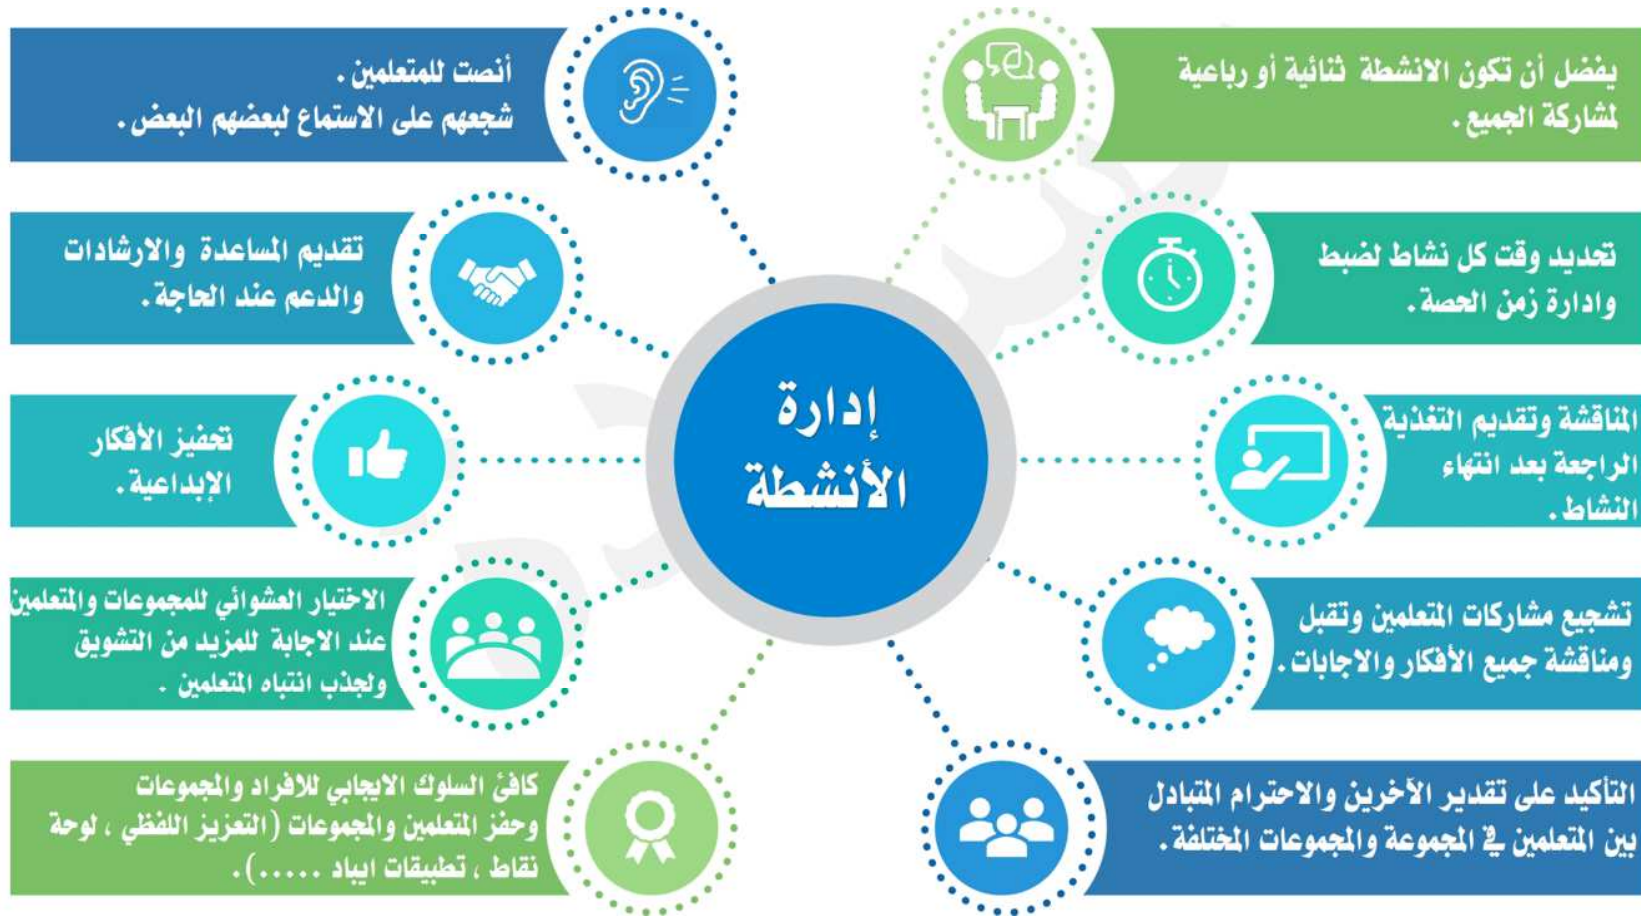 إدارة
الأنشطة
يفضل أن تكون الانشطة ثنائية أو رباعية
لمشاركة الجميع .
تحديد وقت كل نشاط لضبط
وادارة زمن الحصة .
المناقشة وتقديم التغذية
الراجعة بعد انتهاء
النشاط .
تشجيع مشاركات المتعلمين وتقبل
ومناقشة جميع الأفكار والاجابات .
التأكيد على تقدير الآخرين والاحترام المتبادل
بين المتعلمين في المجموعة والمجموعات المختلفة .
أنصت للمتعلمين .
شجعهم على الاستماع لبعضهم البعض .
تقديم المساعدة والارشادات
والدعم عند الحاجة .
تحفيز الأفكار
الإبداعية .
الاختيار العشوائي للمجموعات والمتعلمين
عند الاجابة للمزيد من التشويق
ولجذب انتباه المتعلمين .
كافئ السلوك الايجابي للافراد والمجموعات
وحفز المتعلمين والمجموعات (التعزيز اللفظي ، لوحة
نقاط ، تطبيقات ايباد .....).